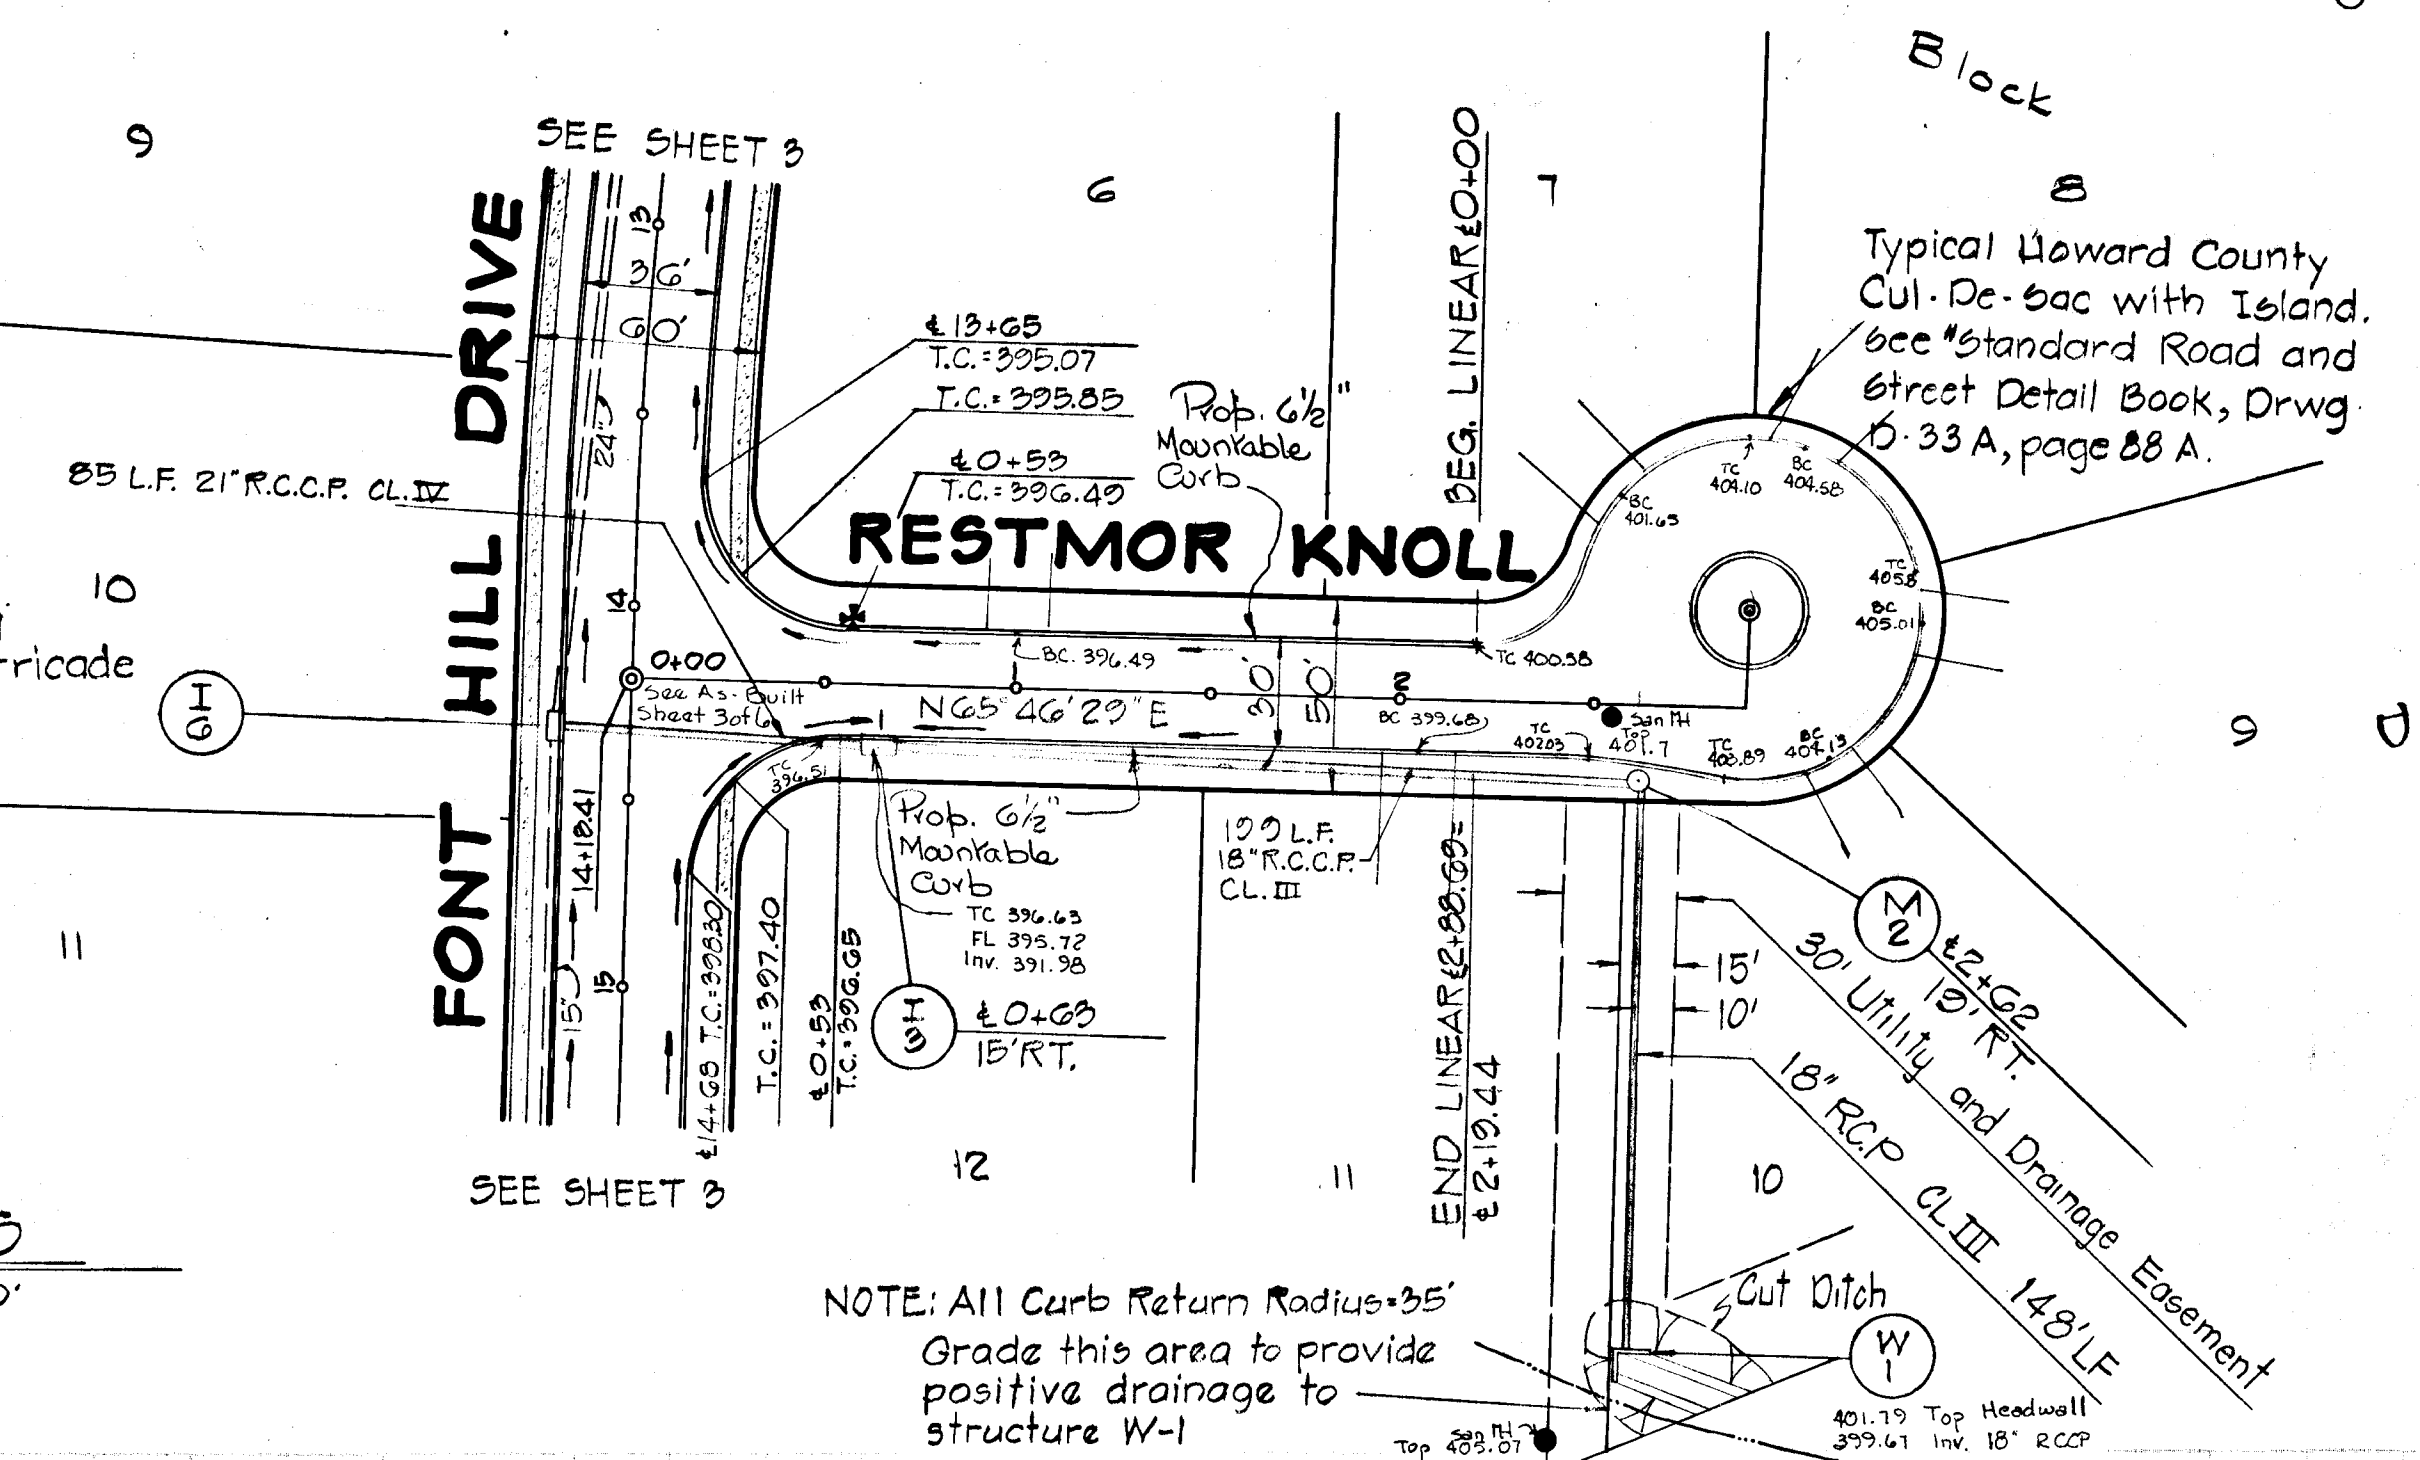 Block
9
SEE SHEET 3
6
7
8
BEG. LINEAR ℄ 0+00
Typical Howard County
Cul-De-Sac with Island.
See "Standard Road and
Street Detail Book, Drwg.
D-33 A, page 88 A.
13
36'
60'
24"
℄ 13+65
T.C.=395.07
T.C.=395.85
℄ 0+53
T.C.=396.49
Prop. 6½"
Mountable
Curb
85 L.F. 21" R.C.C.P. CL. IV
FONT HILL DRIVE
RESTMOR KNOLL
TC
404.10
BC
404.58
BC
401.65
TC
405.8
BC
405.01
10
ricade
I
6
14
0+00
See As-Built
Sheet 3 of 6
B.C. 396.49
TC 400.58
1
N65°46'29"E
30'
50'
2
BC 399.68
TC
402.03
San MH
Top
401.7
TC
403.89
BC
404.13
9
D
TC
396.51
14+18.41
Prop. 6½"
Mountable
Curb
TC 396.63
FL 395.72
Inv. 391.98
199 L.F.
18" R.C.C.P.
CL. III
END LINEAR ℄ 2+88.69=
℄ 2+19.44
M
2
℄ 2+62
19' RT.
11
15
15"
℄ 14+68 T.C.=398.30
T.C.=397.40
℄ 0+53
T.C.=396.65
I
3
℄ 0+63
15' RT.
15'
10'
30' Utility and Drainage Easement
18" R.C.P CL III 148' LF
SEE SHEET 3
12
11
10
NOTE: All Curb Return Radius=35'
Grade this area to provide
positive drainage to
structure W-1
Cut Ditch
W
1
401.79 Top Headwall
399.67 Inv. 18" RCCP
San MH
Top 405.07